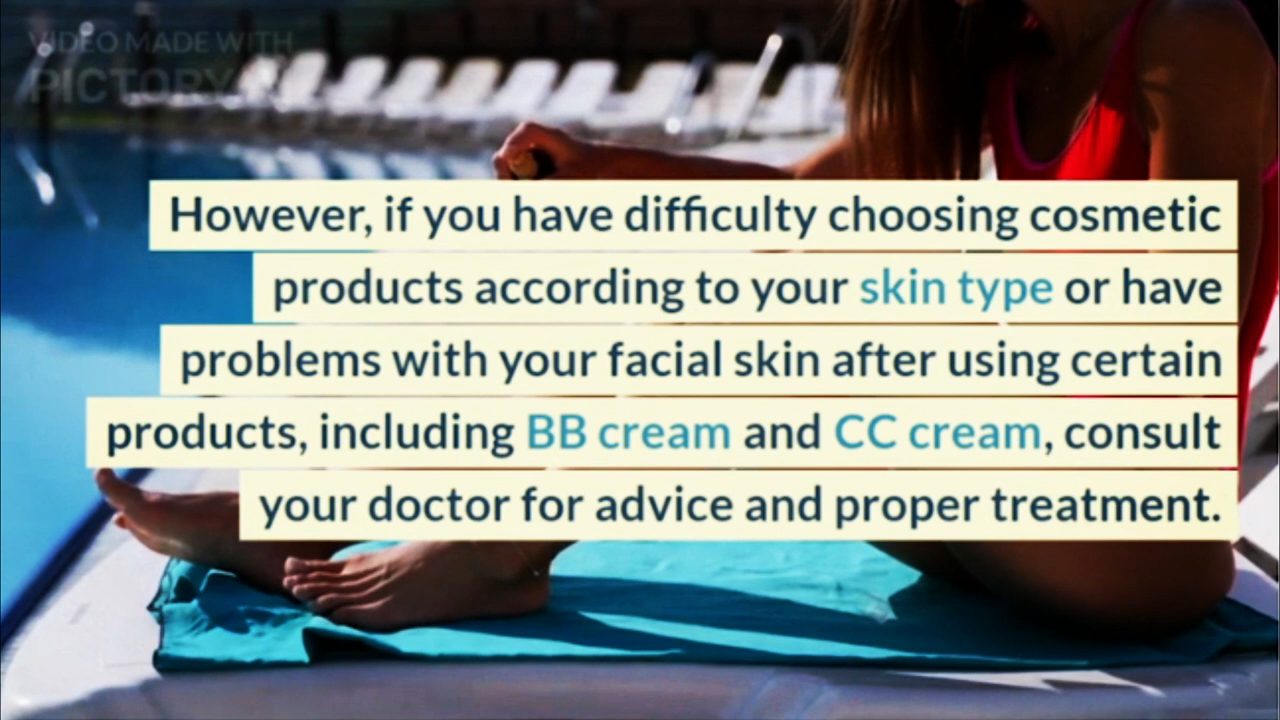 VIDEO MADE WITH
PICTORY
However, if you have difficulty choosing cosmetic
products according to your skin type or have
problems with your facial skin after using certain
products, including BB cream and CC cream, consult
your doctor for advice and proper treatment.